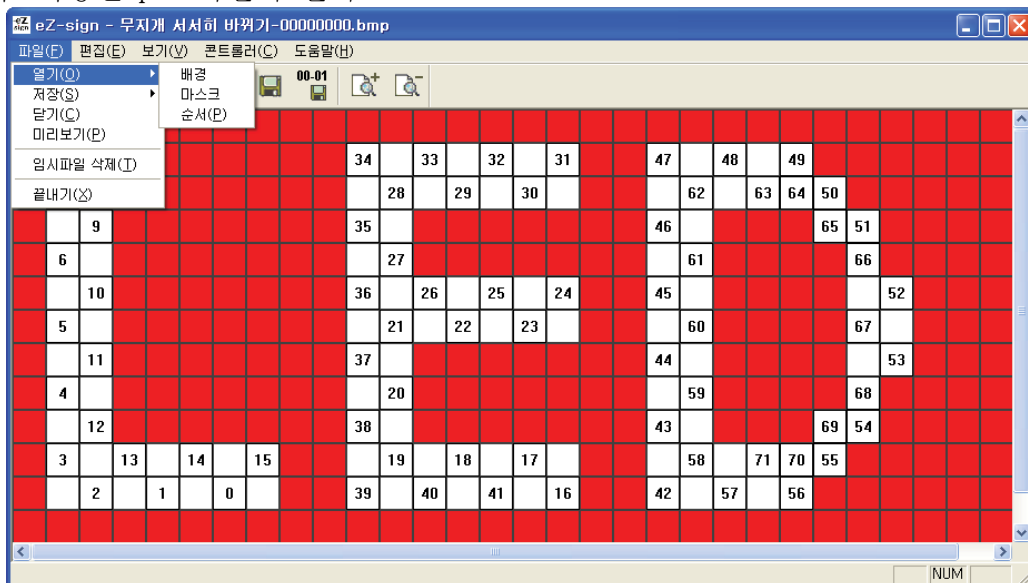 eZ-sign - 무지개 서서히 바뀌기-00000000.bmp
파일(F) 편집(E) 보기(V) 콘트롤러(C) 도움말(H)
열기(O) 배경
저장(S) 마스크
닫기(C) 순서(P)
미리보기(P)
임시파일 삭제(T)
끝내기(X)
00-01
34 33 32 31 47 48 49
28 29 30 62 63 64 50
9 35 46 65 51
6 27 61 66
10 36 26 25 24 45 52
5 21 22 23 60 67
11 37 44 53
4 20 59 68
12 38 43 69 54
3 13 14 15 19 18 17 58 71 70 55
2 1 0 39 40 41 16 42 57 56
NUM